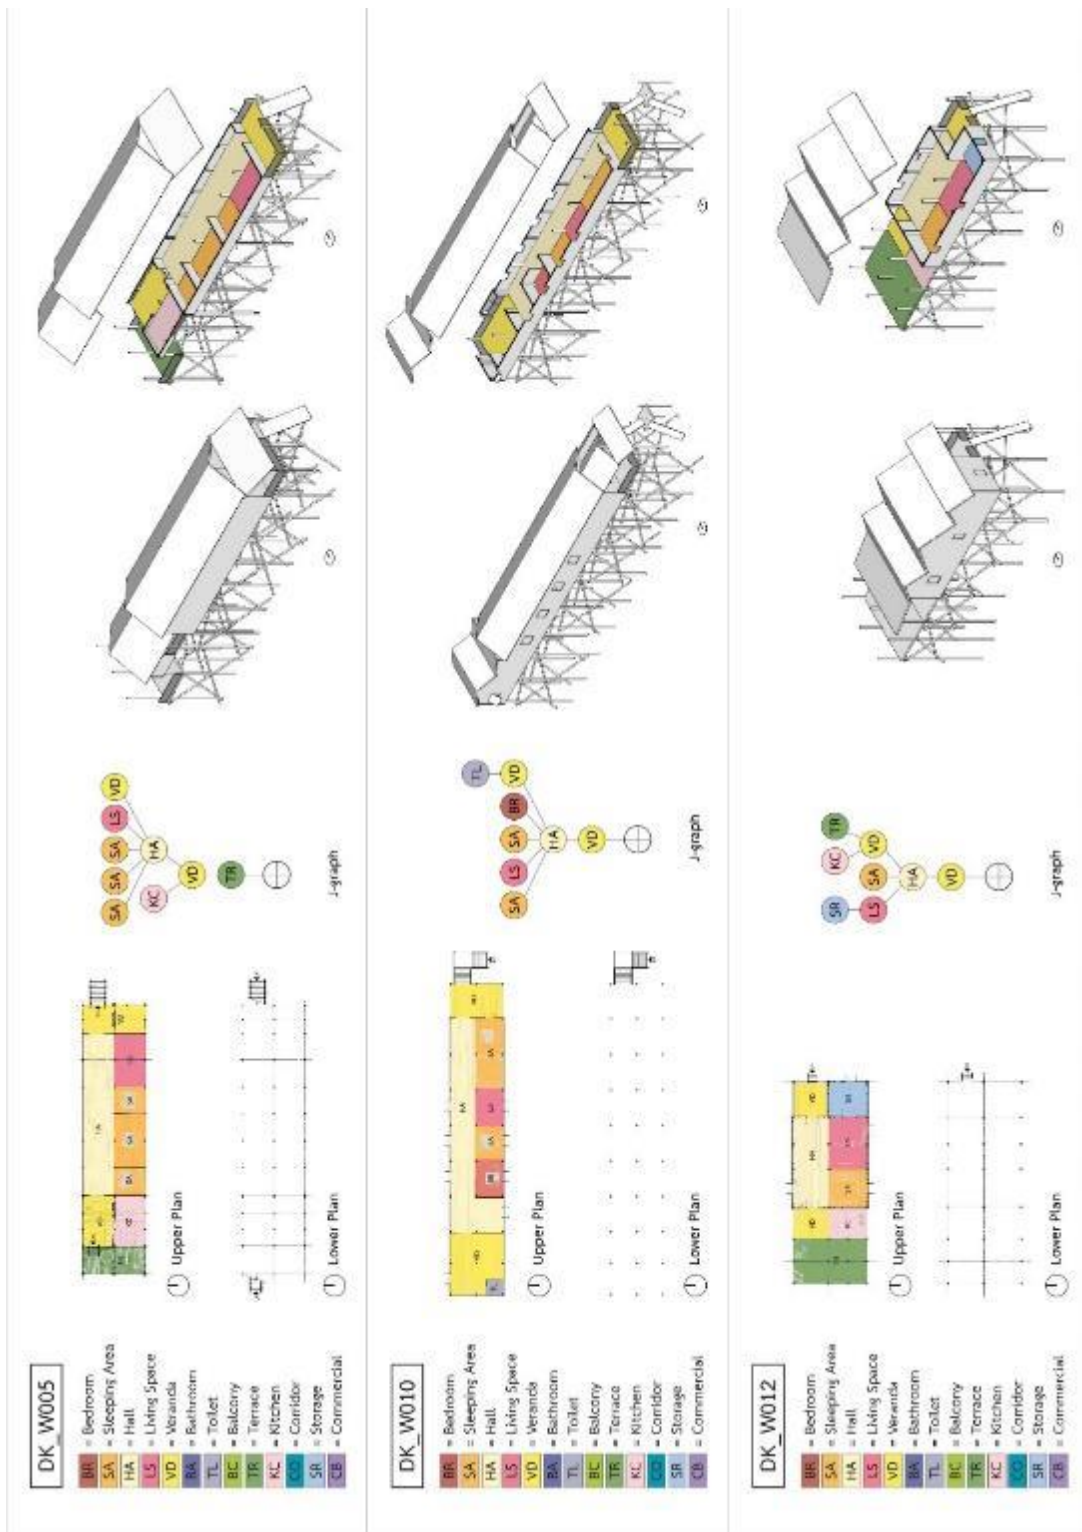 DK_W005
BR = Bedroom
SA = Sleeping Area
HA = Hall
LS = Living Space
VD = Veranda
BA = Bathroom
TL = Toilet
BC = Balcony
TR = Terrace
KC = Kitchen
CO = Corridor
SR = Storage
CB = Commercial
Upper Plan
Lower Plan
SA
SA
SA
LS
VD
KC
HA
VD
TR
J-graph
DK_W010
BR = Bedroom
SA = Sleeping Area
HA = Hall
LS = Living Space
VD = Veranda
BA = Bathroom
TL = Toilet
BC = Balcony
TR = Terrace
KC = Kitchen
CO = Corridor
SR = Storage
CB = Commercial
Upper Plan
Lower Plan
TL
SA
LS
SA
BR
VD
HA
VD
J-graph
DK_W012
BR = Bedroom
SA = Sleeping Area
HA = Hall
LS = Living Space
VD = Veranda
BA = Bathroom
TL = Toilet
BC = Balcony
TR = Terrace
KC = Kitchen
CO = Corridor
SR = Storage
CB = Commercial
Upper Plan
Lower Plan
SR
KC
TR
LS
SA
VD
HA
VD
J-graph